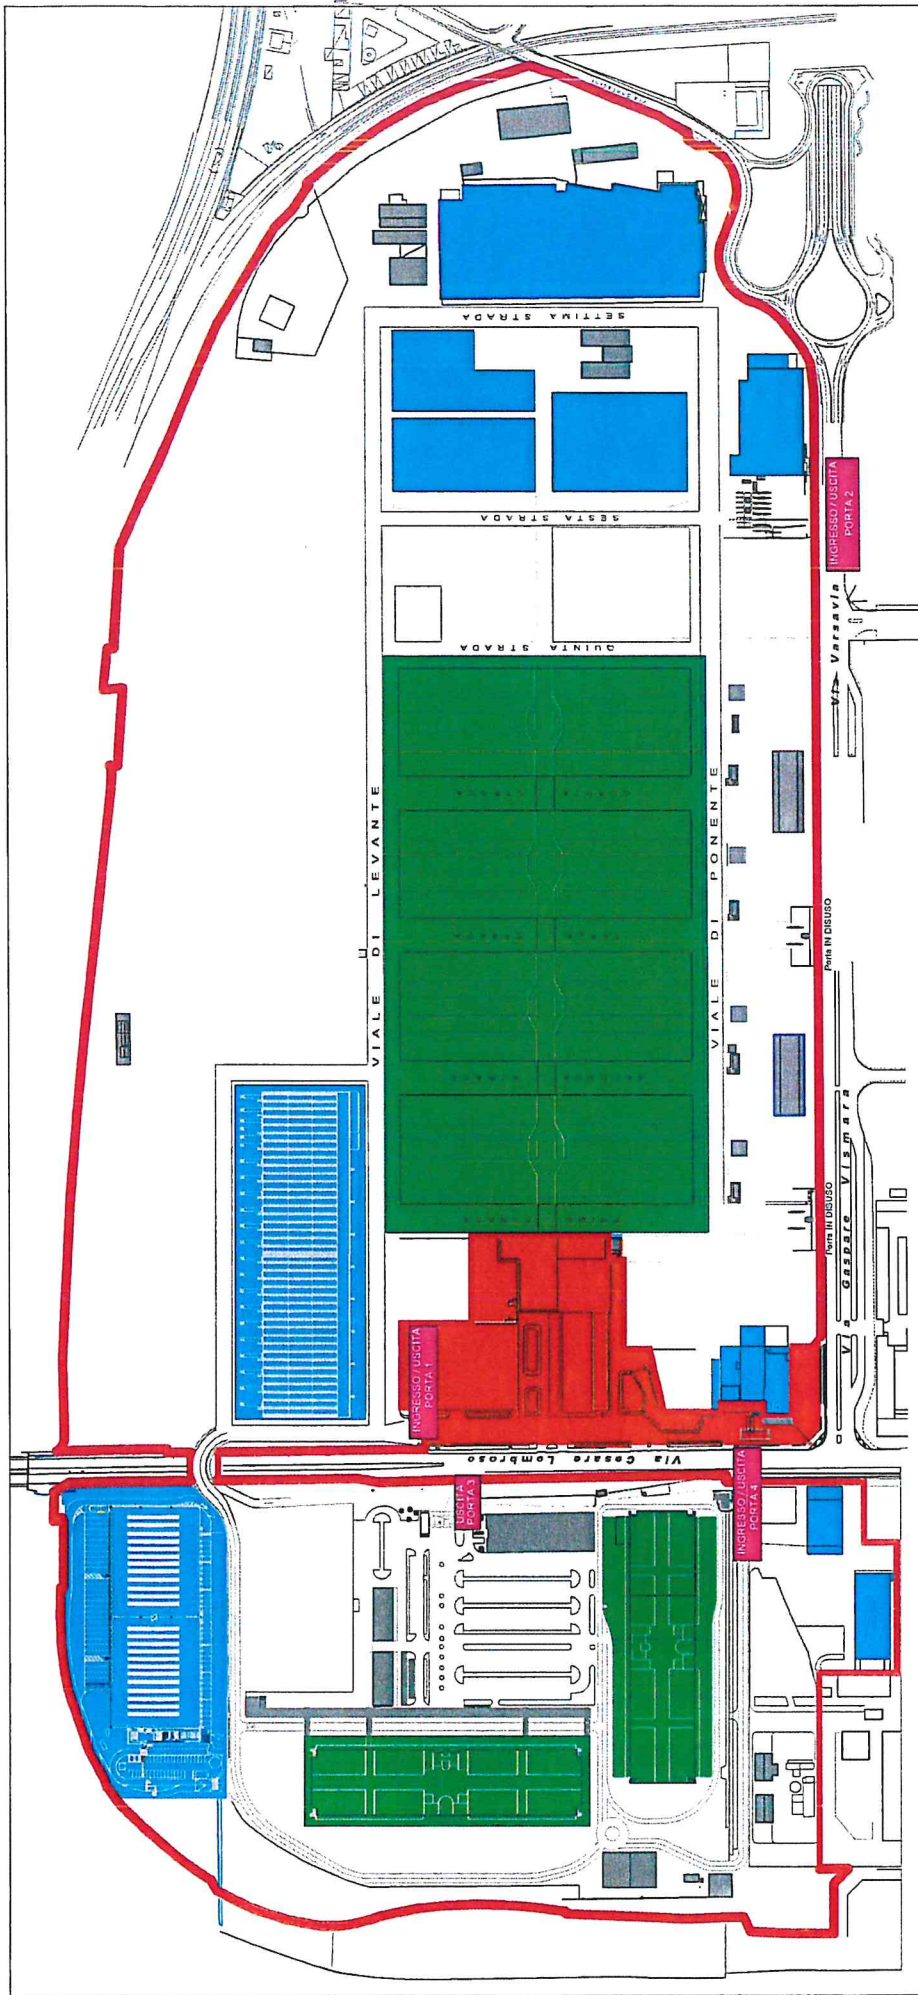 SETTIMA STRADA
INGRESSO / USCITA
PORTA 2
SESTA STRADA
Via Varsavia
QUINTA STRADA
VIALE DI LEVANTE
VIALE DI PONENTE
Porta IN DISUSO
Via Gaspare Vismara
Porta IN DISUSO
INGRESSO / USCITA
PORTA 1
Via Cesare Lombroso
USCITA
PORTA 3
INGRESSO / USCITA
PORTA 4